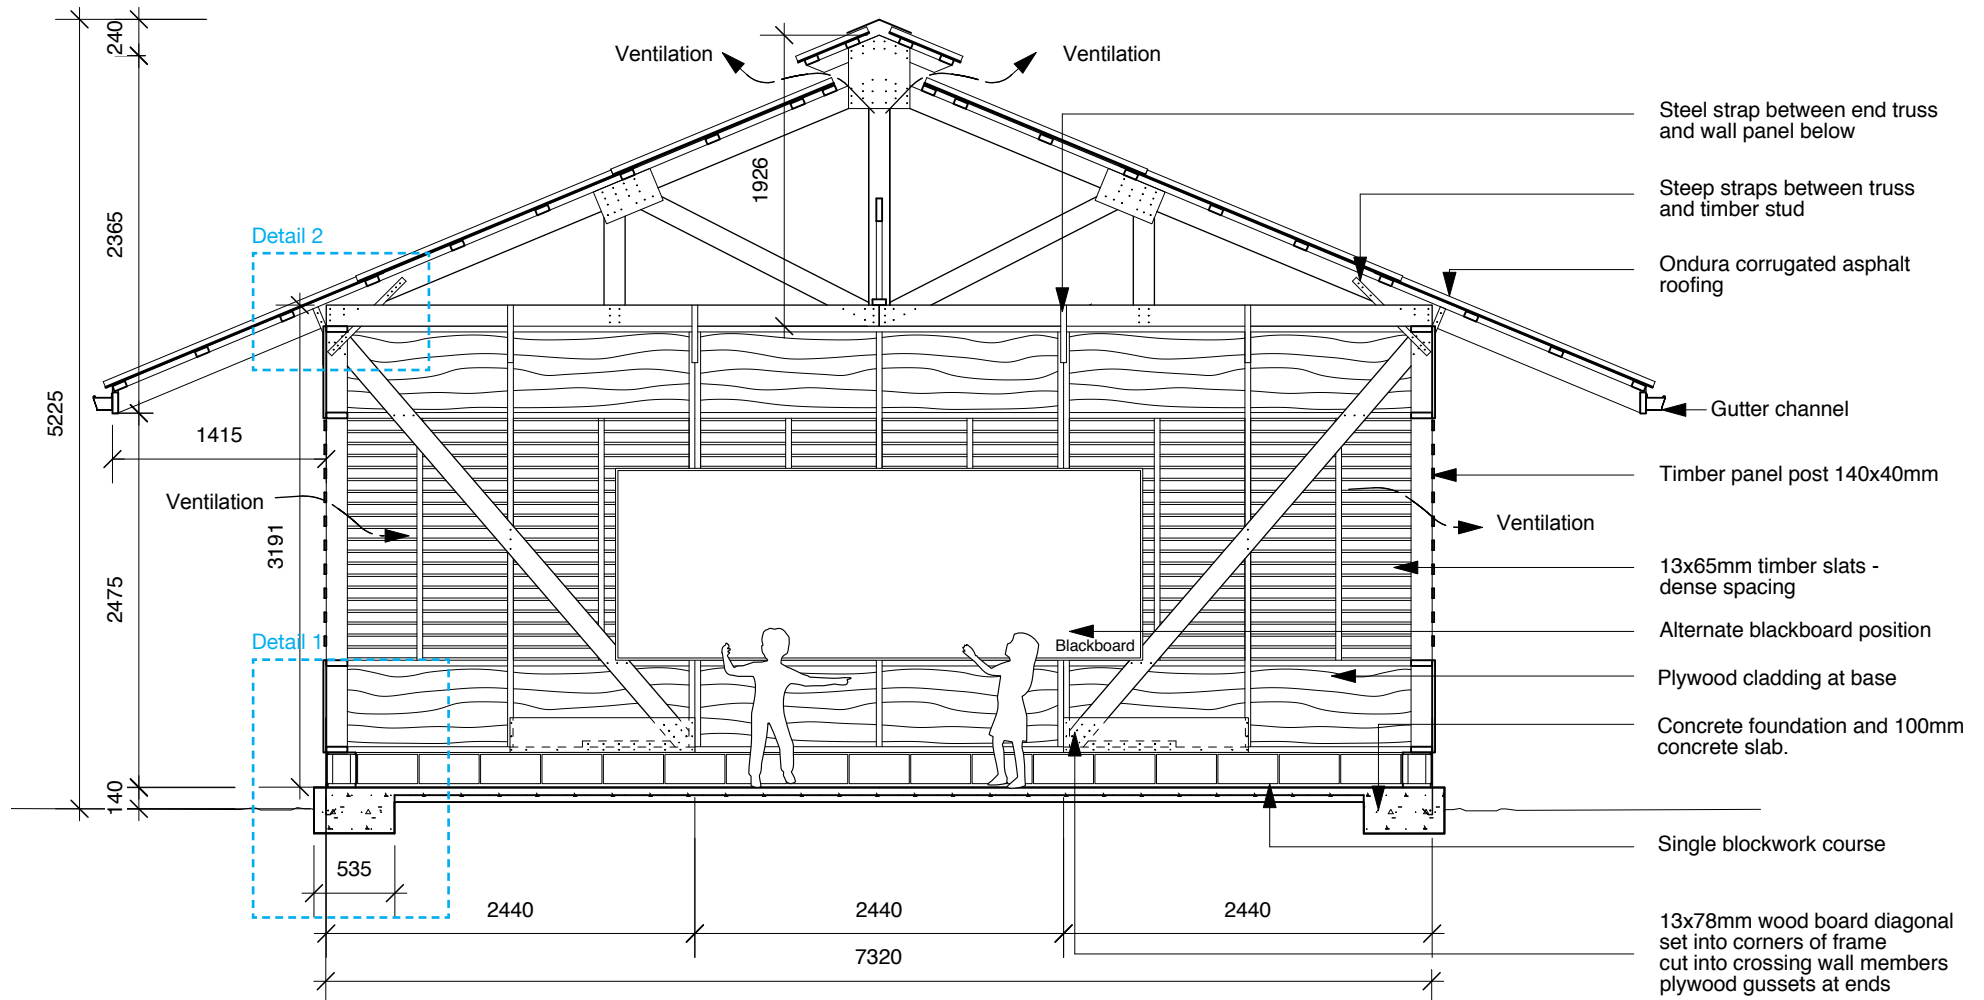 240
Ventilation
Ventilation
Steel strap between end truss
and wall panel below
1926
Steep straps between truss
and timber stud
2365
Detail 2
Ondura corrugated asphalt
roofing
5225
1415
Gutter channel
Ventilation
Timber panel post 140x40mm
3191
Ventilation
2475
13x65mm timber slats -
dense spacing
Detail 1
Blackboard
Alternate blackboard position
Plywood cladding at base
Concrete foundation and 100mm
concrete slab.
140
Single blockwork course
535
2440
2440
2440
7320
13x78mm wood board diagonal
set into corners of frame
cut into crossing wall members
plywood gussets at ends